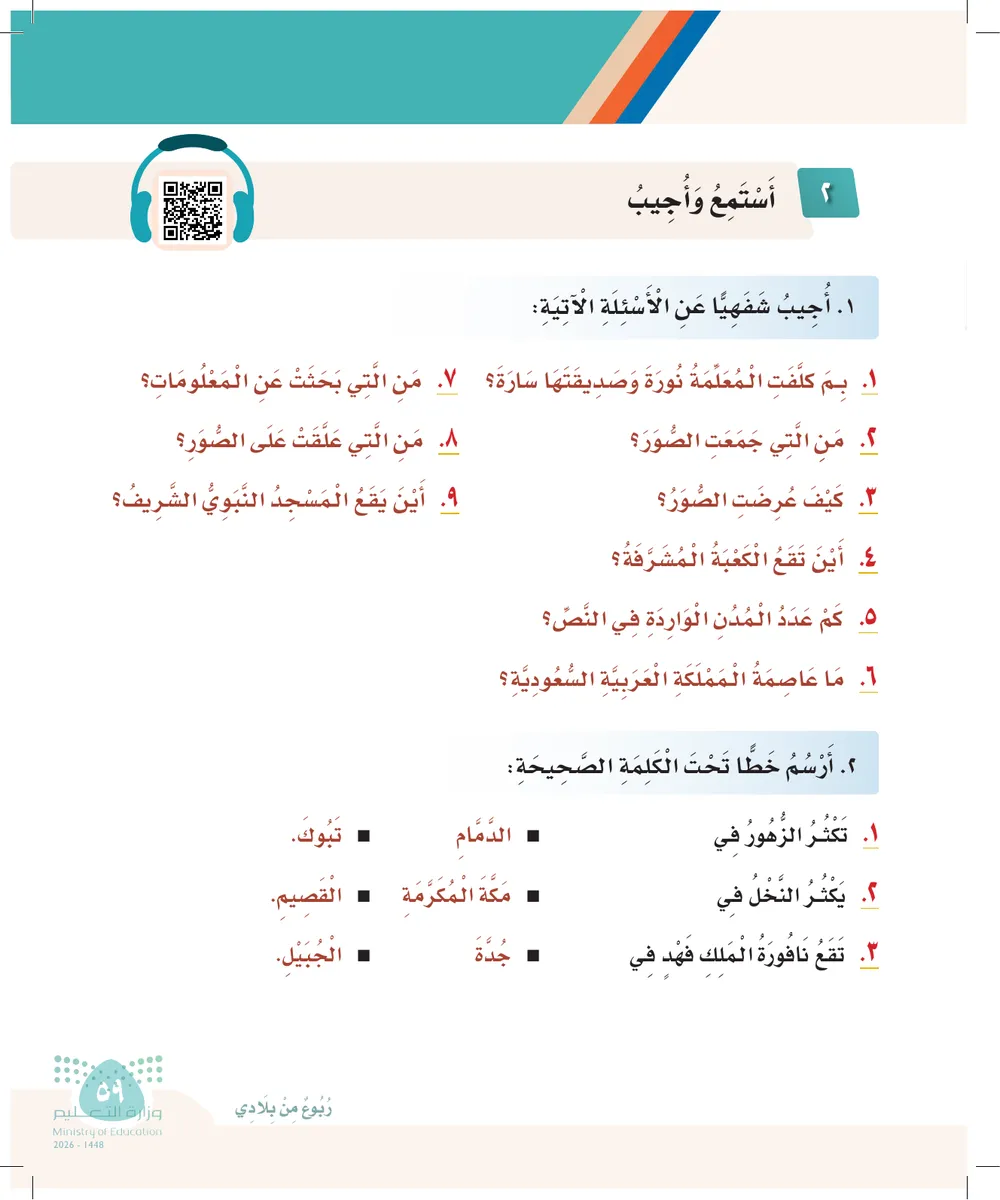 ٢
أَسْتَمِعُ وَأُجِيبُ
١. أُجِيبُ شَفَهِيًّا عَنِ الْأَسْئِلَةِ الْآتِيَةِ:
١. بِمَ كلَّفَتِ الْمُعَلِّمَةُ نُورَةَ وَصَدِيقَتَهَا سَارَةَ؟
٢. مَنِ الَّتِي جَمَعَتِ الصُّوَرَ؟
٣. كَيْفَ عُرِضَتِ الصُّوَرُ؟
٤. أَيْنَ تَقَعُ الْكَعْبَةُ الْمُشَرَّفَةُ؟
٥. كَمْ عَدَدُ الْمُدُنِ الْوَارِدَةِ فِي النَّصِّ؟
٦. مَا عَاصِمَةُ الْمَمْلَكَةِ الْعَرَبِيَّةِ السُّعُودِيَّةِ؟
٧. مَنِ الَّتِي بَحَثَتْ عَنِ الْمَعْلُومَاتِ؟
٨. مَنِ الَّتِي عَلَّقَتْ عَلَى الصُّوَرِ؟
٩. أَيْنَ يَقَعُ الْمَسْجِدُ النَّبَوِيُّ الشَّرِيفُ؟
٢. أَرْسُمُ خَطًّا تَحْتَ الْكَلِمَةِ الصَّحِيحَةِ:
١. تَكْثُرُ الزُّهُورُ فِي ■ الدَّمَّامِ ■ تَبُوكَ.
٢. يَكْثُرُ النَّخْلُ فِي ■ مَكَّةَ الْمُكَرَّمَةِ ■ الْقَصِيمِ.
٣. تَقَعُ نَافُورَةُ الْمَلِكِ فَهْدٍ فِي ■ جُدَّةَ ■ الْجُبَيْلِ.
رُبُوعٌ مِنْ بِلَادِي
٥٩
وزارة التعليم
Ministry of Education
2026 - 1448